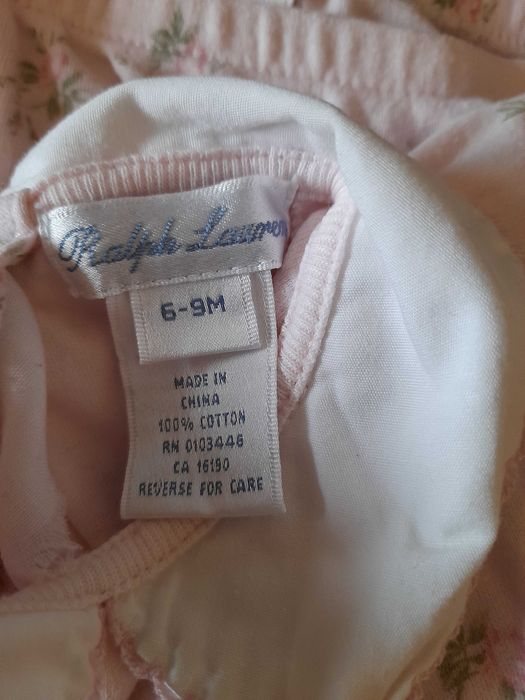 Ralph Lauren
6-9M
MADE IN
CHINA
100% COTTON
RN 0103446
CA 16190
REVERSE FOR CARE